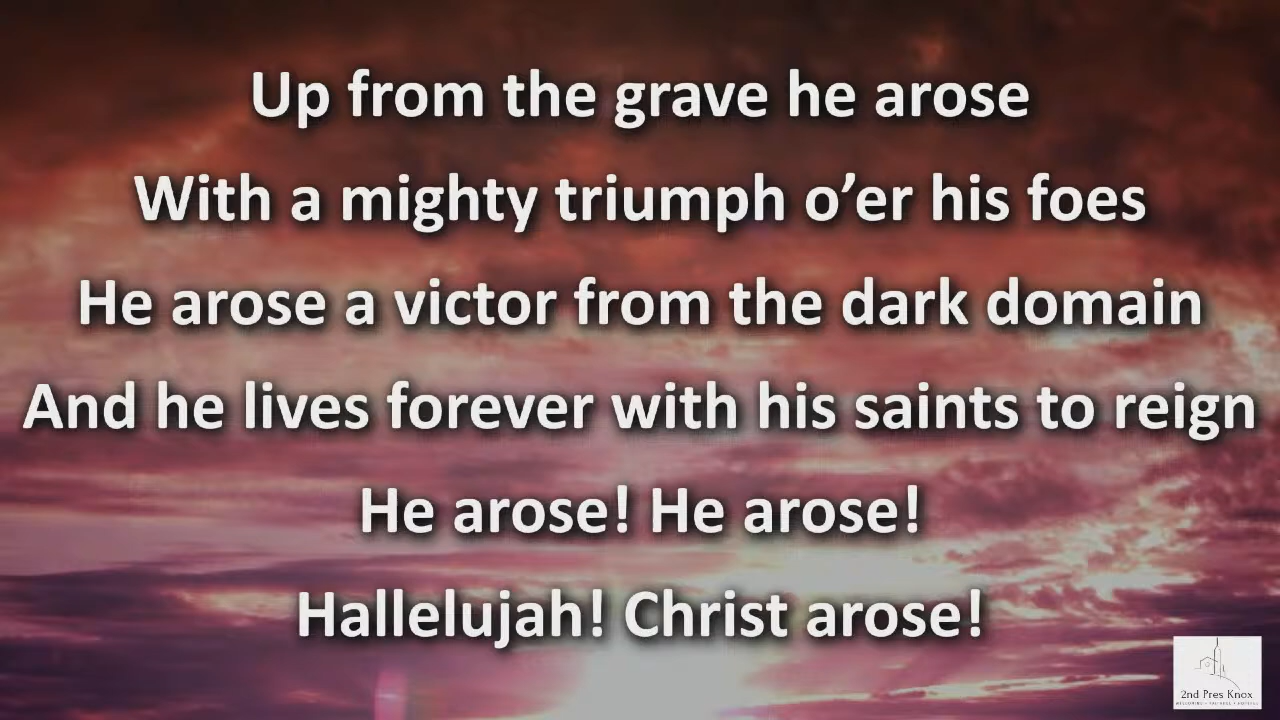 Up from the grave he arose
With a mighty triumph o’er his foes
He arose a victor from the dark domain
And he lives forever with his saints to reign
He arose! He arose!
Hallelujah! Christ arose!
2nd Pres Knox